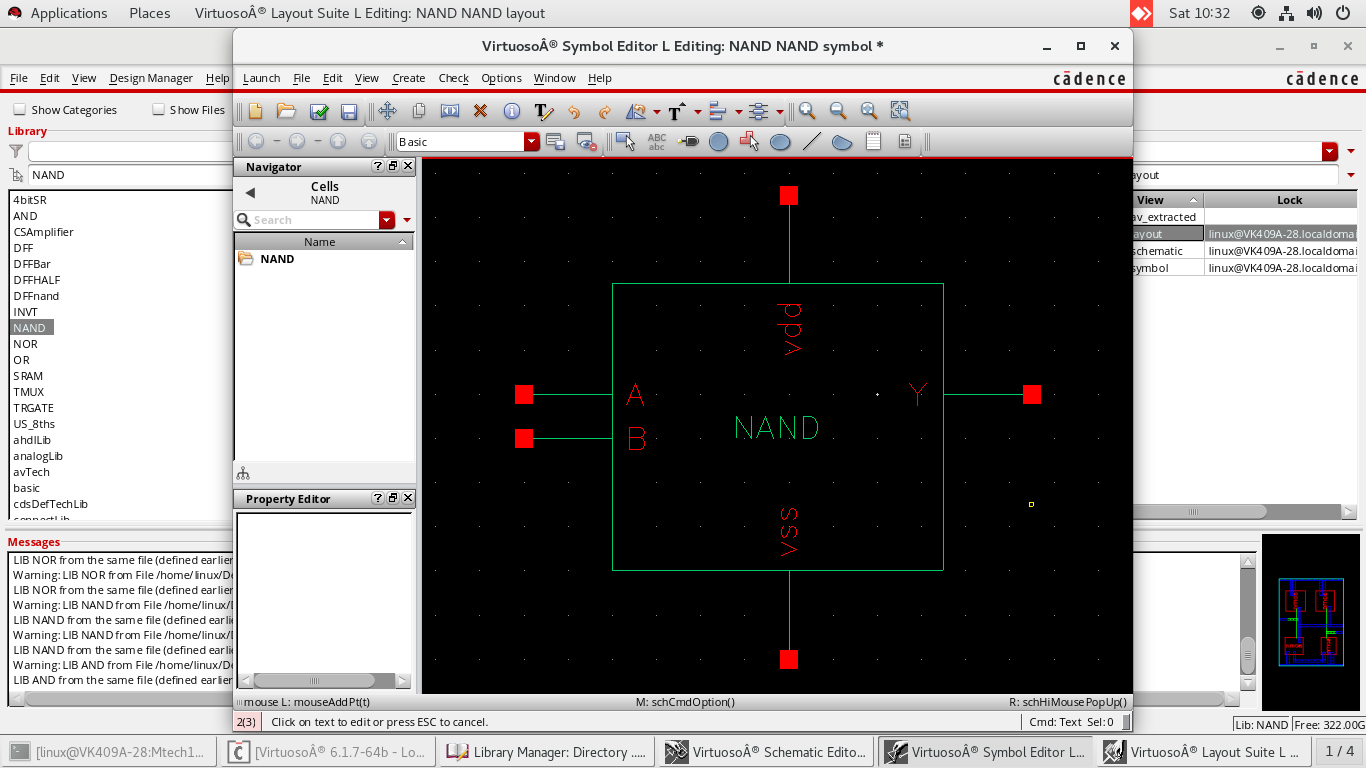 Applications Places VirtuosoÂ® Layout Suite L Editing: NAND NAND layout Sat 10:32
VirtuosoÂ® Symbol Editor L Editing: NAND NAND symbol *
File Edit View Design Manager Help
Launch File Edit View Create Check Options Window Help cādence
cādence
Show Categories Show Files
Library
Basic
ABC
abc
NAND
ayout
4bitSR
AND
CSAmplifier
DFF
DFFBar
DFFHALF
DFFnand
INVT
NAND
NOR
OR
SRAM
TMUX
TRGATE
US_8ths
ahdlLib
analogLib
avTech
basic
cdsDefTechLib
connectLib
Navigator
Cells
NAND
Search
Name
NAND
Property Editor
vdd
A
Y
NAND
B
vss
View Lock
av_extracted
layout linux@VK409A-28.localdomai
schematic linux@VK409A-28.localdomai
symbol linux@VK409A-28.localdomai
Messages
LIB NOR from the same file (defined earlier
Warning: LIB NOR from File /home/linux/De
LIB NOR from the same file (defined earlier
Warning: LIB NAND from File /home/linux/D
LIB NAND from the same file (defined earlie
Warning: LIB NAND from File /home/linux/D
LIB NAND from the same file (defined earlie
Warning: LIB AND from File /home/linux/De
LIB AND from the same file (defined earlier
mouse L: mouseAddPt(t) M: schCmdOption() R: schHiMousePopUp()
2(3) Click on text to edit or press ESC to cancel. Cmd: Text Sel: 0
Lib: NAND Free: 322.00G
[linux@VK409A-28:Mtech1... [VirtuosoÂ® 6.1.7-64b - Lo... Library Manager: Directory ..... VirtuosoÂ® Schematic Edito... VirtuosoÂ® Symbol Editor L... VirtuosoÂ® Layout Suite L ... 1 / 4